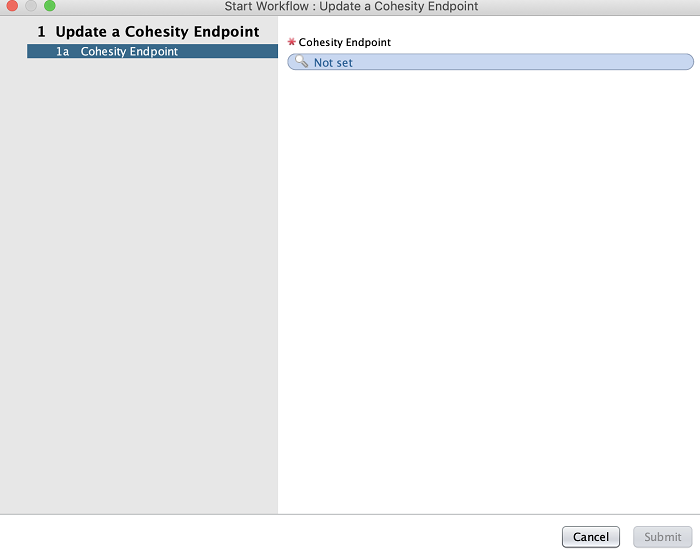 Start Workflow : Update a Cohesity Endpoint
1 Update a Cohesity Endpoint
1a Cohesity Endpoint
* Cohesity Endpoint
Not set
Cancel
Submit